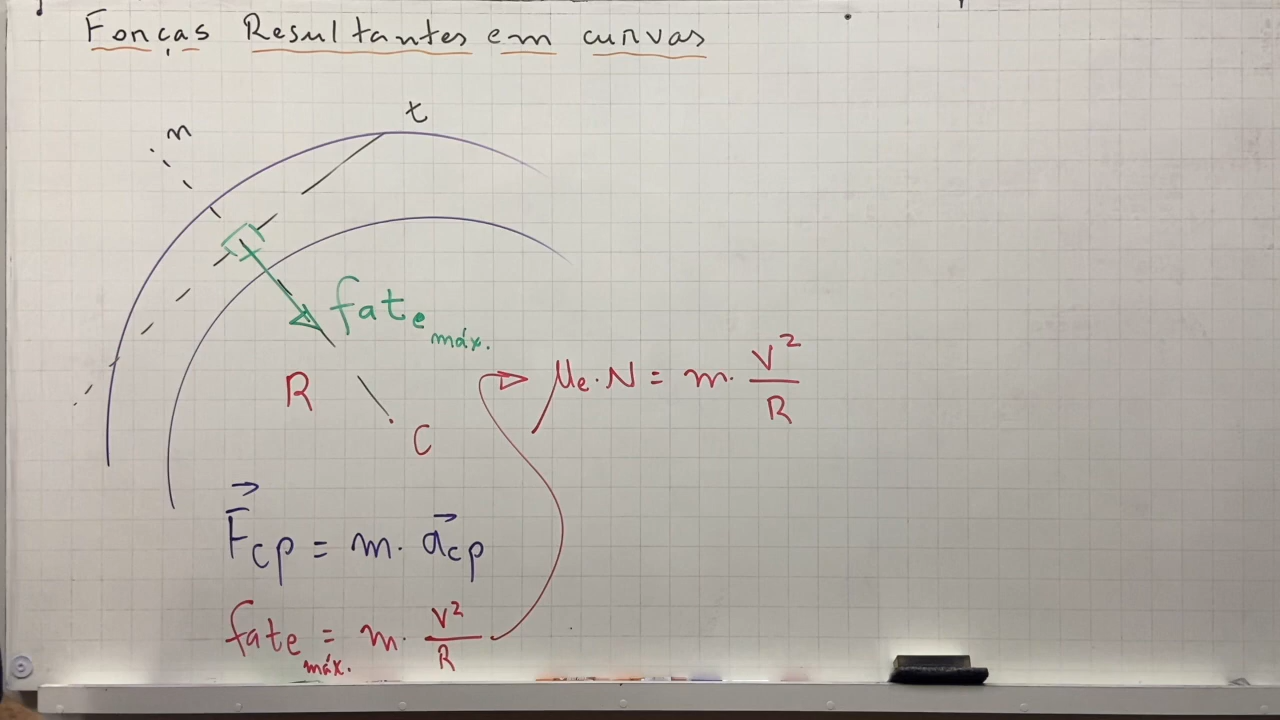 Forças Resultantes em curvas
t
n
fate máx.
R
C
μe.N = m. V²/R
F⃗cp = m. a⃗cp
fate máx. = m. V²/R